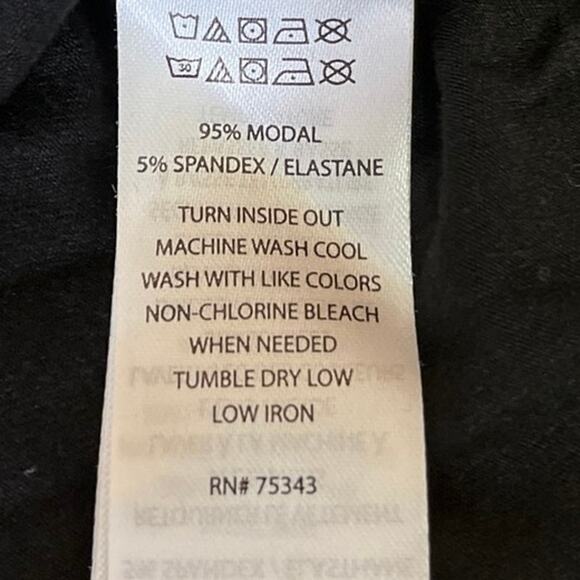 30
95% MODAL
5% SPANDEX / ELASTANE
TURN INSIDE OUT
MACHINE WASH COOL
WASH WITH LIKE COLORS
NON-CHLORINE BLEACH
WHEN NEEDED
TUMBLE DRY LOW
LOW IRON
RN# 75343